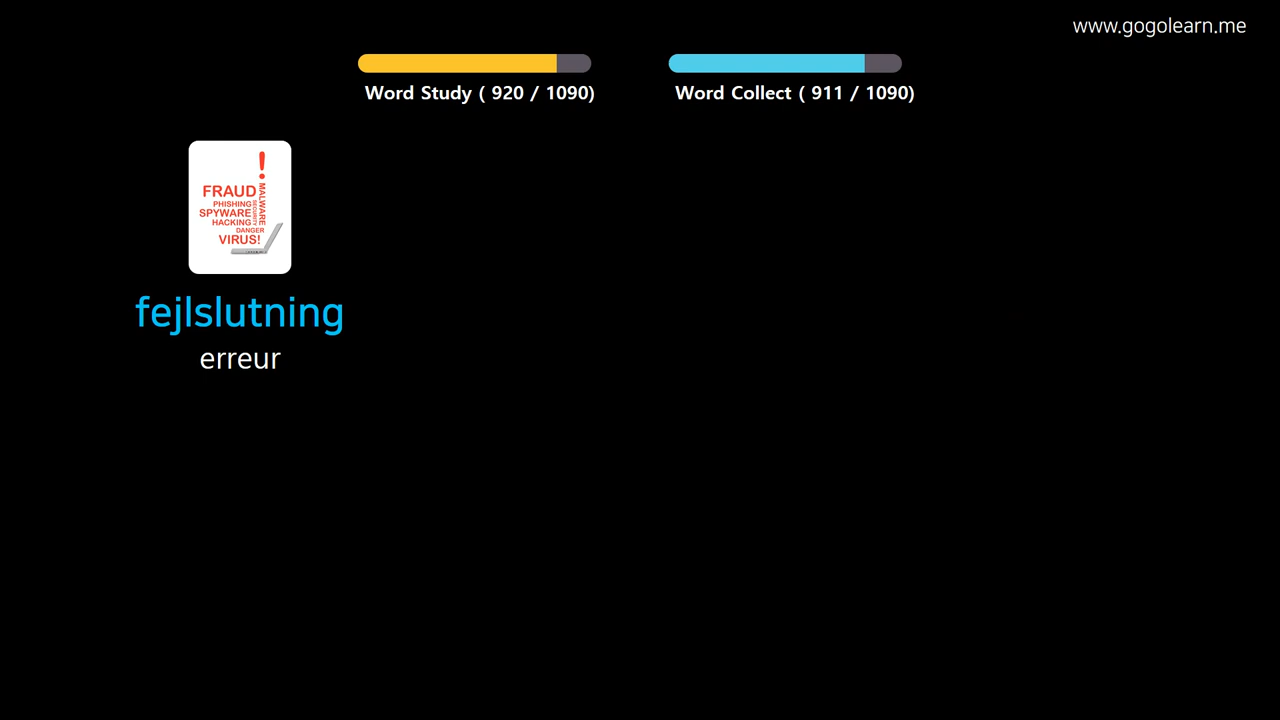 www.gogolearn.me
Word Study ( 920 / 1090)
Word Collect ( 911 / 1090)
!
FRAUD
PHISHING
SPYWARE
HACKING
DANGER
VIRUS!
MALWARE
SECURITY
fejlslutning
erreur